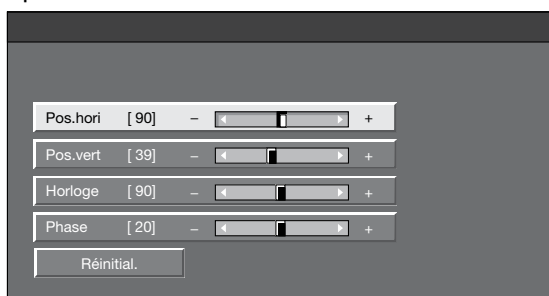 Pos.hori [ 90] – +
Pos.vert [ 39] – +
Horloge [ 90] – +
Phase [ 20] – +
Réinitial.